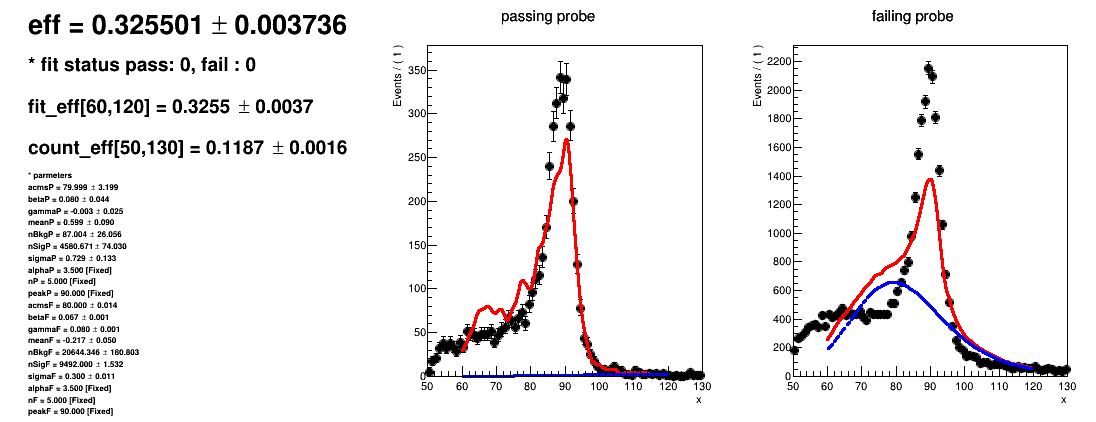 eff = 0.325501 ± 0.003736
* fit status pass: 0, fail : 0
fit_eff[60,120] = 0.3255 ± 0.0037
count_eff[50,130] = 0.1187 ± 0.0016
* parmeters
acmsP = 79.999 ± 3.199
betaP = 0.080 ± 0.044
gammaP = -0.003 ± 0.025
meanP = 0.599 ± 0.090
nBkgP = 87.004 ± 26.056
nSigP = 4580.671 ± 74.030
sigmaP = 0.729 ± 0.133
alphaP = 3.500 [Fixed]
nP = 5.000 [Fixed]
peakP = 90.000 [Fixed]
acmsF = 80.000 ± 0.014
betaF = 0.067 ± 0.001
gammaF = 0.080 ± 0.001
meanF = -0.217 ± 0.050
nBkgF = 20644.346 ± 180.803
nSigF = 9492.000 ± 1.532
sigmaF = 0.300 ± 0.011
alphaF = 3.500 [Fixed]
nF = 5.000 [Fixed]
peakF = 90.000 [Fixed]
passing probe
Events / ( 1 )
350
300
250
200
150
100
50
0
50 60 70 80 90 100 110 120 130
x
failing probe
Events / ( 1 )
2200
2000
1800
1600
1400
1200
1000
800
600
400
200
0
50 60 70 80 90 100 110 120 130
x